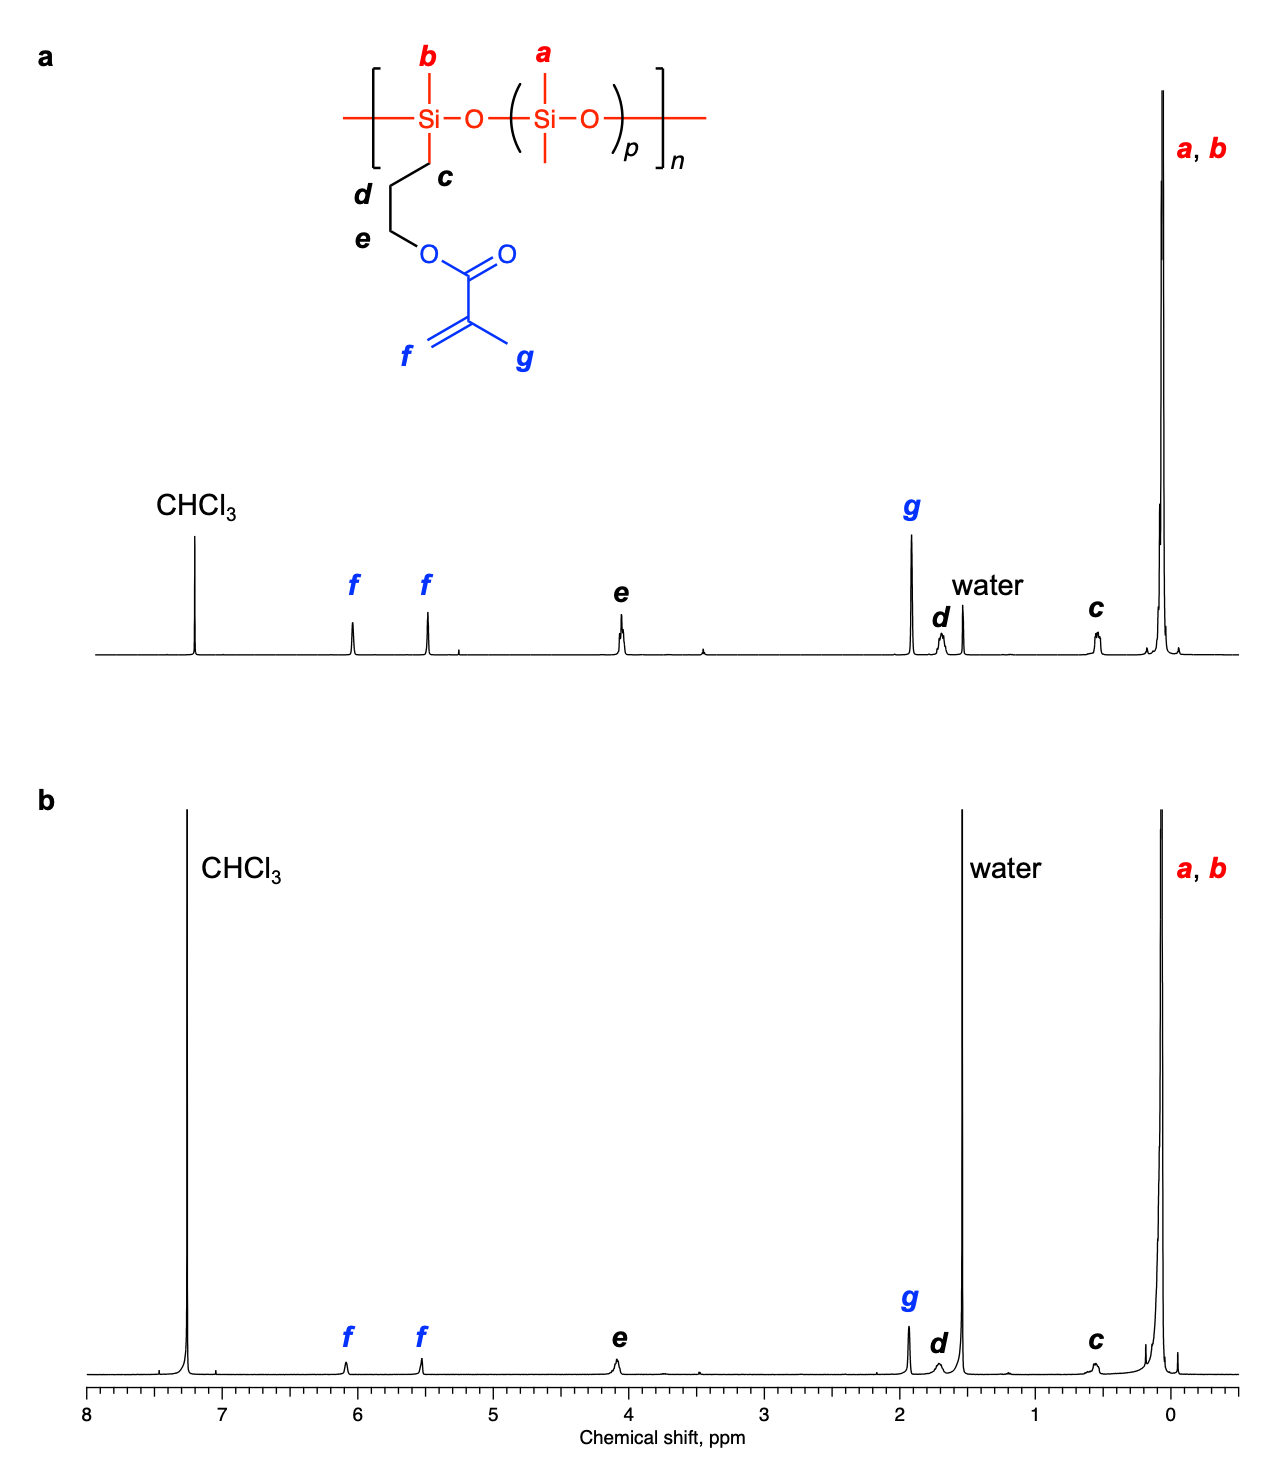 a
b
a
Si
O
Si
O
p
n
c
d
e
O
O
f
g
a, b
CHCl₃
f
f
e
g
d
water
c
b
CHCl₃
water
a, b
f
f
e
g
d
c
8 7 6 5 4 3 2 1 0
Chemical shift, ppm